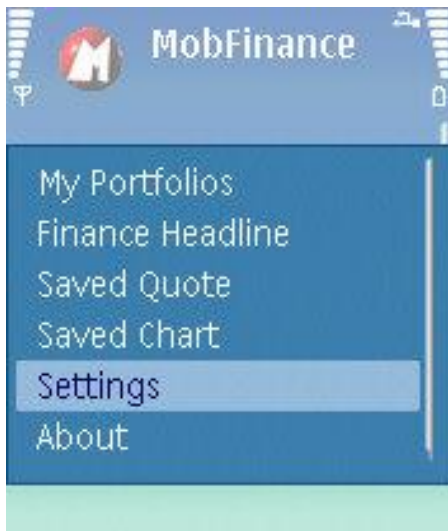 MobFinance
My Portfolios
Finance Headline
Saved Quote
Saved Chart
Settings
About